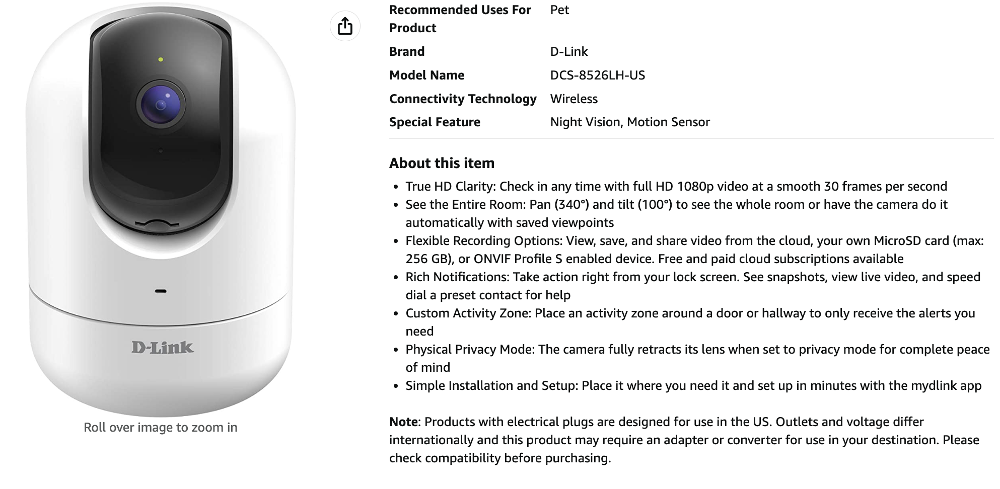 Recommended Uses For Pet
Product
Brand D-Link
Model Name DCS-8526LH-US
Connectivity Technology Wireless
Special Feature Night Vision, Motion Sensor
About this item
• True HD Clarity: Check in any time with full HD 1080p video at a smooth 30 frames per second
• See the Entire Room: Pan (340°) and tilt (100°) to see the whole room or have the camera do it
automatically with saved viewpoints
• Flexible Recording Options: View, save, and share video from the cloud, your own MicroSD card (max:
256 GB), or ONVIF Profile S enabled device. Free and paid cloud subscriptions available
• Rich Notifications: Take action right from your lock screen. See snapshots, view live video, and speed
dial a preset contact for help
• Custom Activity Zone: Place an activity zone around a door or hallway to only receive the alerts you
need
• Physical Privacy Mode: The camera fully retracts its lens when set to privacy mode for complete peace
of mind
• Simple Installation and Setup: Place it where you need it and set up in minutes with the mydlink app
Note: Products with electrical plugs are designed for use in the US. Outlets and voltage differ
internationally and this product may require an adapter or converter for use in your destination. Please
check compatibility before purchasing.
D-Link
Roll over image to zoom in